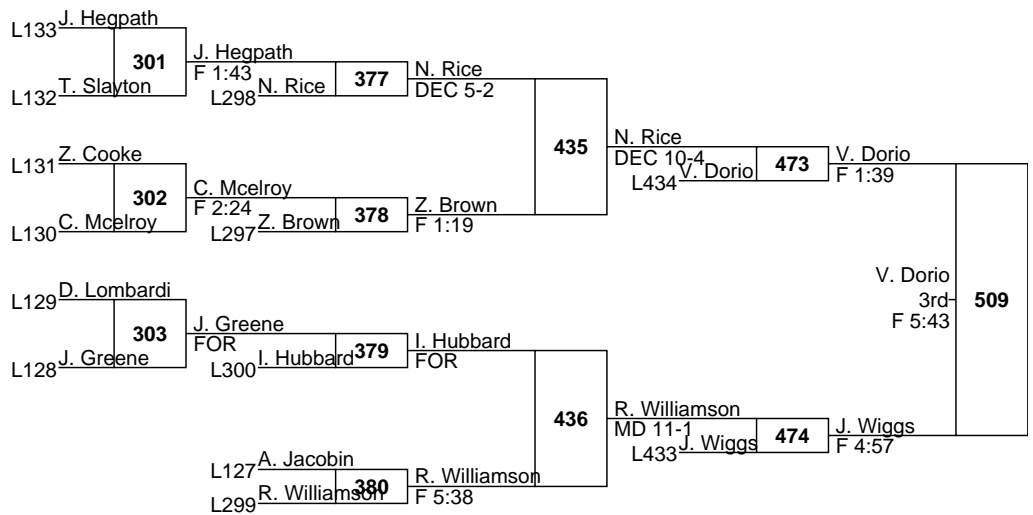 J. Hegpath
L133
301
J. Hegpath
F 1:43
T. Slayton
L132
N. Rice
L298
377
N. Rice
DEC 5-2
Z. Cooke
L131
302
C. Mcelroy
F 2:24
C. Mcelroy
L130
Z. Brown
L297
378
Z. Brown
F 1:19
435
N. Rice
DEC 10-4
V. Dorio
L434
473
V. Dorio
F 1:39
D. Lombardi
L129
303
J. Greene
FOR
J. Greene
L128
I. Hubbard
L300
379
I. Hubbard
FOR
A. Jacobin
L127
380
R. Williamson
L299
R. Williamson
F 5:38
436
R. Williamson
MD 11-1
J. Wiggs
L433
474
J. Wiggs
F 4:57
V. Dorio
3rd
F 5:43
509